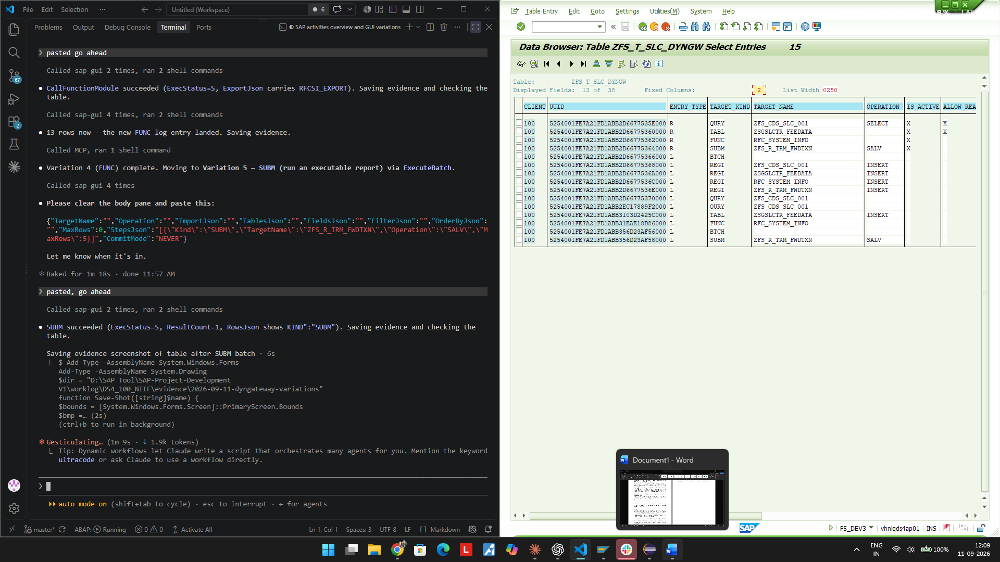 File Edit Selection ··· Untitled (Workspace) 6
Problems Output Debug Console Terminal Ports SAP activities overview and GUI variations
67
2
❯ pasted go ahead
Called sap-gui 2 times, ran 2 shell commands
● CallFunctionModule succeeded (ExecStatus=S, ExportJson carries RFCSI_EXPORT). Saving evidence and checking the
table.
Called sap-gui 4 times, ran 2 shell commands
● 13 rows now — the new FUNC log entry landed. Saving evidence.
Called MCP, ran 1 shell command
● Variation 4 (FUNC) complete. Moving to Variation 5 — SUBM (run an executable report) via ExecuteBatch.
Called sap-gui 4 times
● Please clear the body pane and paste this:
{"TargetName":"","Operation":"","ImportJson":"","TablesJson":"","FieldsJson":"","FilterJson":"","OrderByJson":
"","MaxRows":0,"StepsJson":"[{\"Kind\":\"SUBM\",\"TargetName\":\"ZFS_R_TRM_FWDTXN\",\"Operation\":\"SALV\",\"M
axRows\":5}]","CommitMode":"NEVER"}
Let me know when it's in.
✻ Baked for 1m 18s · done 11:57 AM
❯ pasted, go ahead
Called sap-gui 2 times, ran 2 shell commands
● SUBM succeeded (ExecStatus=S, ResultCount=1, RowsJson shows KIND":"SUBM"). Saving evidence and checking the
table.
Saving evidence screenshot of table after SUBM batch · 6s
$ Add-Type -AssemblyName System.Windows.Forms
Add-Type -AssemblyName System.Drawing
$dir = "D:\SAP Tool\SAP-Project-Development
V1\worklog\DS4_100_NIIF\evidence\2026-09-11-dyngateway-variations"
function Save-Shot([string]$name) {
$bounds = [System.Windows.Forms.Screen]::PrimaryScreen.Bounds
$bmp =… (2s)
(ctrl+b to run in background)
✻ Gesticulating… (1m 9s · ↓ 1.9k tokens)
Tip: Dynamic workflows let Claude write a script that orchestrates many agents for you. Mention the keyword
ultracode or ask Claude to use a workflow directly.
❯
auto mode on (shift+tab to cycle) · esc to interrupt · ← for agents
master* ABAP: Running 0 0 Activate All Ln 1, Col 1 Spaces: 3 UTF-8 LF {} Markdown
Table Entry Edit Goto Settings Utilities(M) System Help
Data Browser: Table ZFS_T_SLC_DYNGW Select Entries 15
Table: ZFS_T_SLC_DYNGW
Displayed Fields: 13 of 38 Fixed Columns: 2 List Width 0250
CLIENT UUID ENTRY_TYPE TARGET_KIND TARGET_NAME OPERATION IS_ACTIVE ALLOW_REA
100 5254001FE7A21FD1ABB2D6677535E000 R QURY ZFS_CDS_SLC_001 SELECT X X
100 5254001FE7A21FD1ABB2D66775360000 R TABL ZSGSLCTR_FEEDATA X X
100 5254001FE7A21FD1ABB2D66775362000 R FUNC RFC_SYSTEM_INFO X
100 5254001FE7A21FD1ABB2D66775364000 R SUBM ZFS_R_TRM_FWDTXN SALV X
100 5254001FE7A21FD1ABB2D66775366000 L BTCH
100 5254001FE7A21FD1ABB2D66775368000 L REGI ZFS_CDS_SLC_001 INSERT
100 5254001FE7A21FD1ABB2D6677536A000 L REGI ZSGSLCTR_FEEDATA INSERT
100 5254001FE7A21FD1ABB2D6677536C000 L REGI RFC_SYSTEM_INFO INSERT
100 5254001FE7A21FD1ABB2D6677536E000 L REGI ZFS_R_TRM_FWDTXN INSERT
100 5254001FE7A21FD1ABB2D66775370000 L QURY ZFS_CDS_SLC_001
100 5254001FE7A21FD1ABB2EC17889F2000 L QURY ZFS_CDS_SLC_001
100 5254001FE7A21FD1ABB3103D2425C000 L TABL ZSGSLCTR_FEEDATA INSERT
100 5254001FE7A21FD1ABB31EAE18D86000 L FUNC RFC_SYSTEM_INFO
100 5254001FE7A21FD1ABB356D23AF56000 L BTCH
100 5254001FE7A21FD1ABB356D23AF58000 L SUBM ZFS_R_TRM_FWDTXN SALV
Document1 - Word
SAP FS_DEV3 vhnlqds4ap01 INS
ENG
IN
100%
12:09
11-09-2026